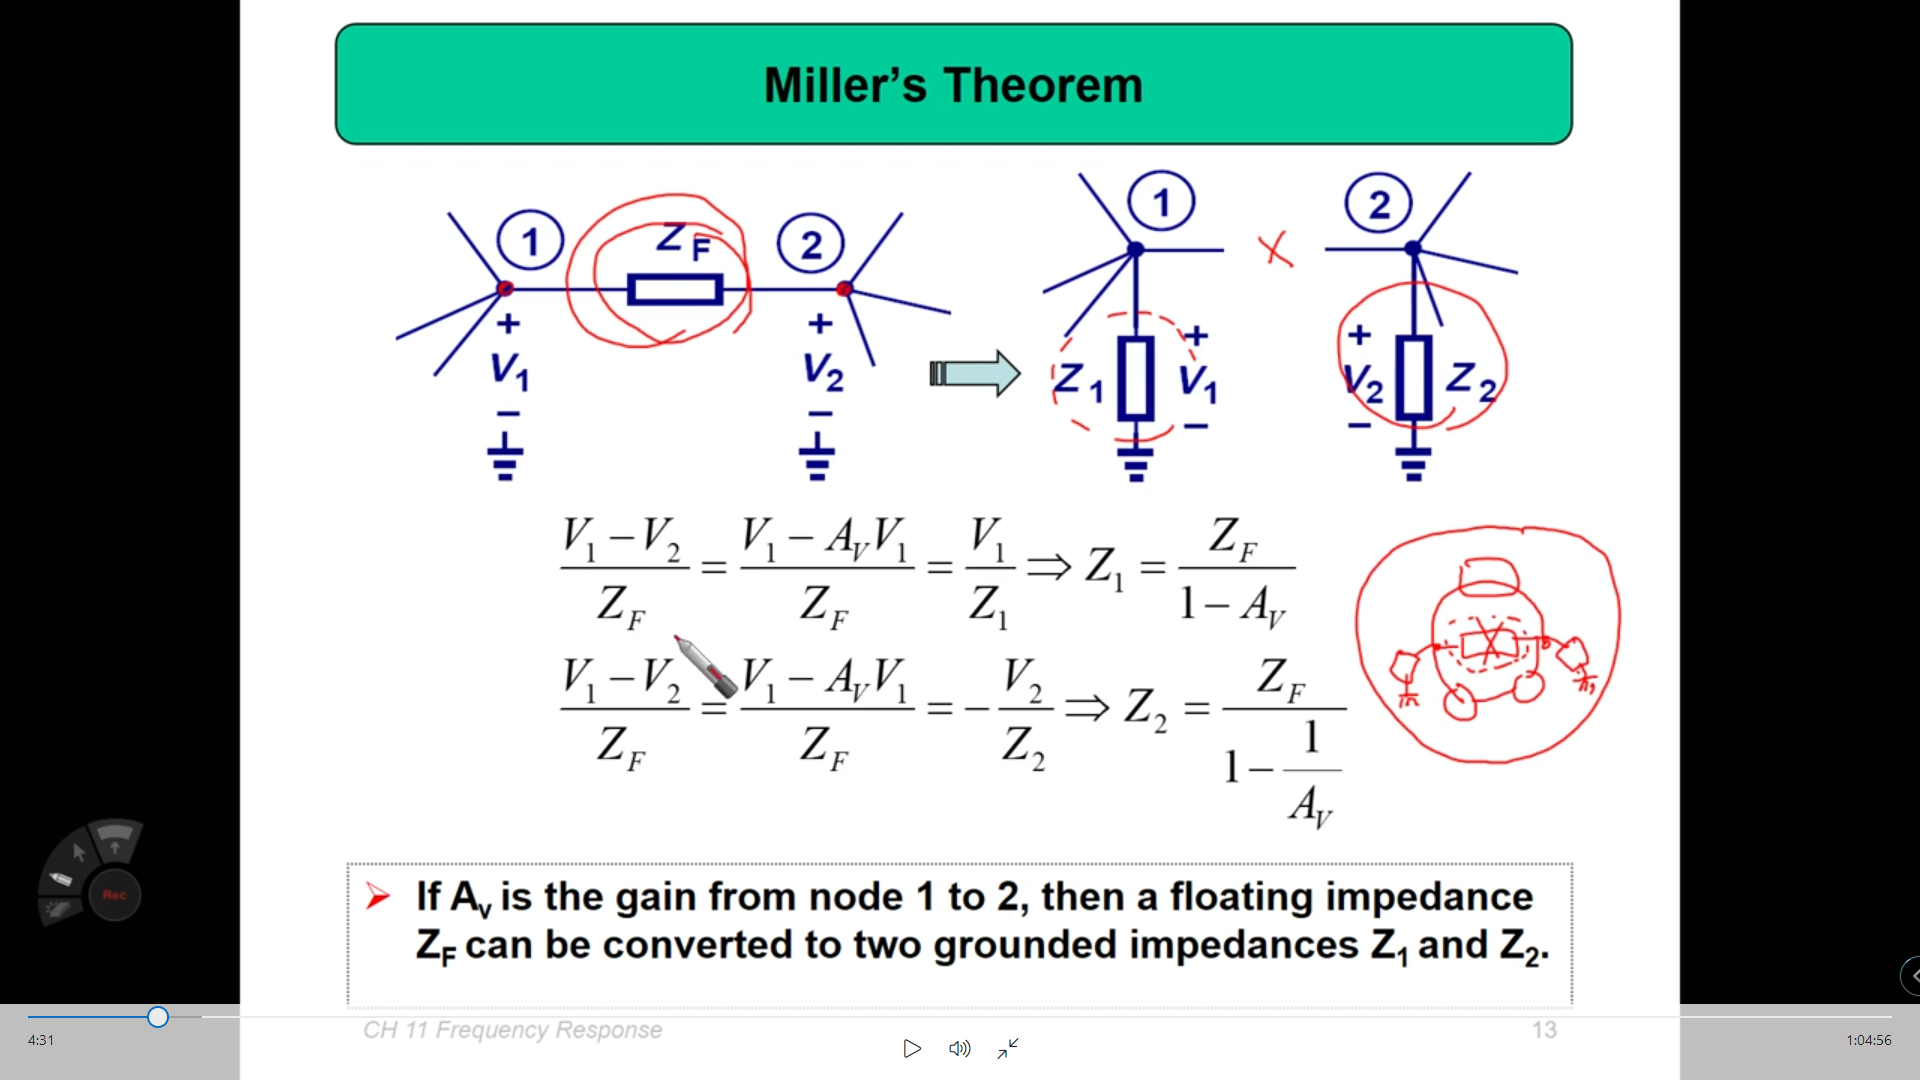 Miller's Theorem
1 Z_F 2
+ V_1 −
+ V_2 −
1
2
Z_1 + V_1 −
+ V_2 − Z_2
\frac{V_1 - V_2}{Z_F} = \frac{V_1 - A_V V_1}{Z_F} = \frac{V_1}{Z_1} ⇒ Z_1 = \frac{Z_F}{1 - A_V}
\frac{V_1 - V_2}{Z_F} = \frac{V_1 - A_V V_1}{Z_F} = -\frac{V_2}{Z_2} ⇒ Z_2 = \frac{Z_F}{1 - \frac{1}{A_V}}
If A_v is the gain from node 1 to 2, then a floating impedance
Z_F can be converted to two grounded impedances Z_1 and Z_2.
Rec
CH 11 Frequency Response 13
4:31 1:04:56